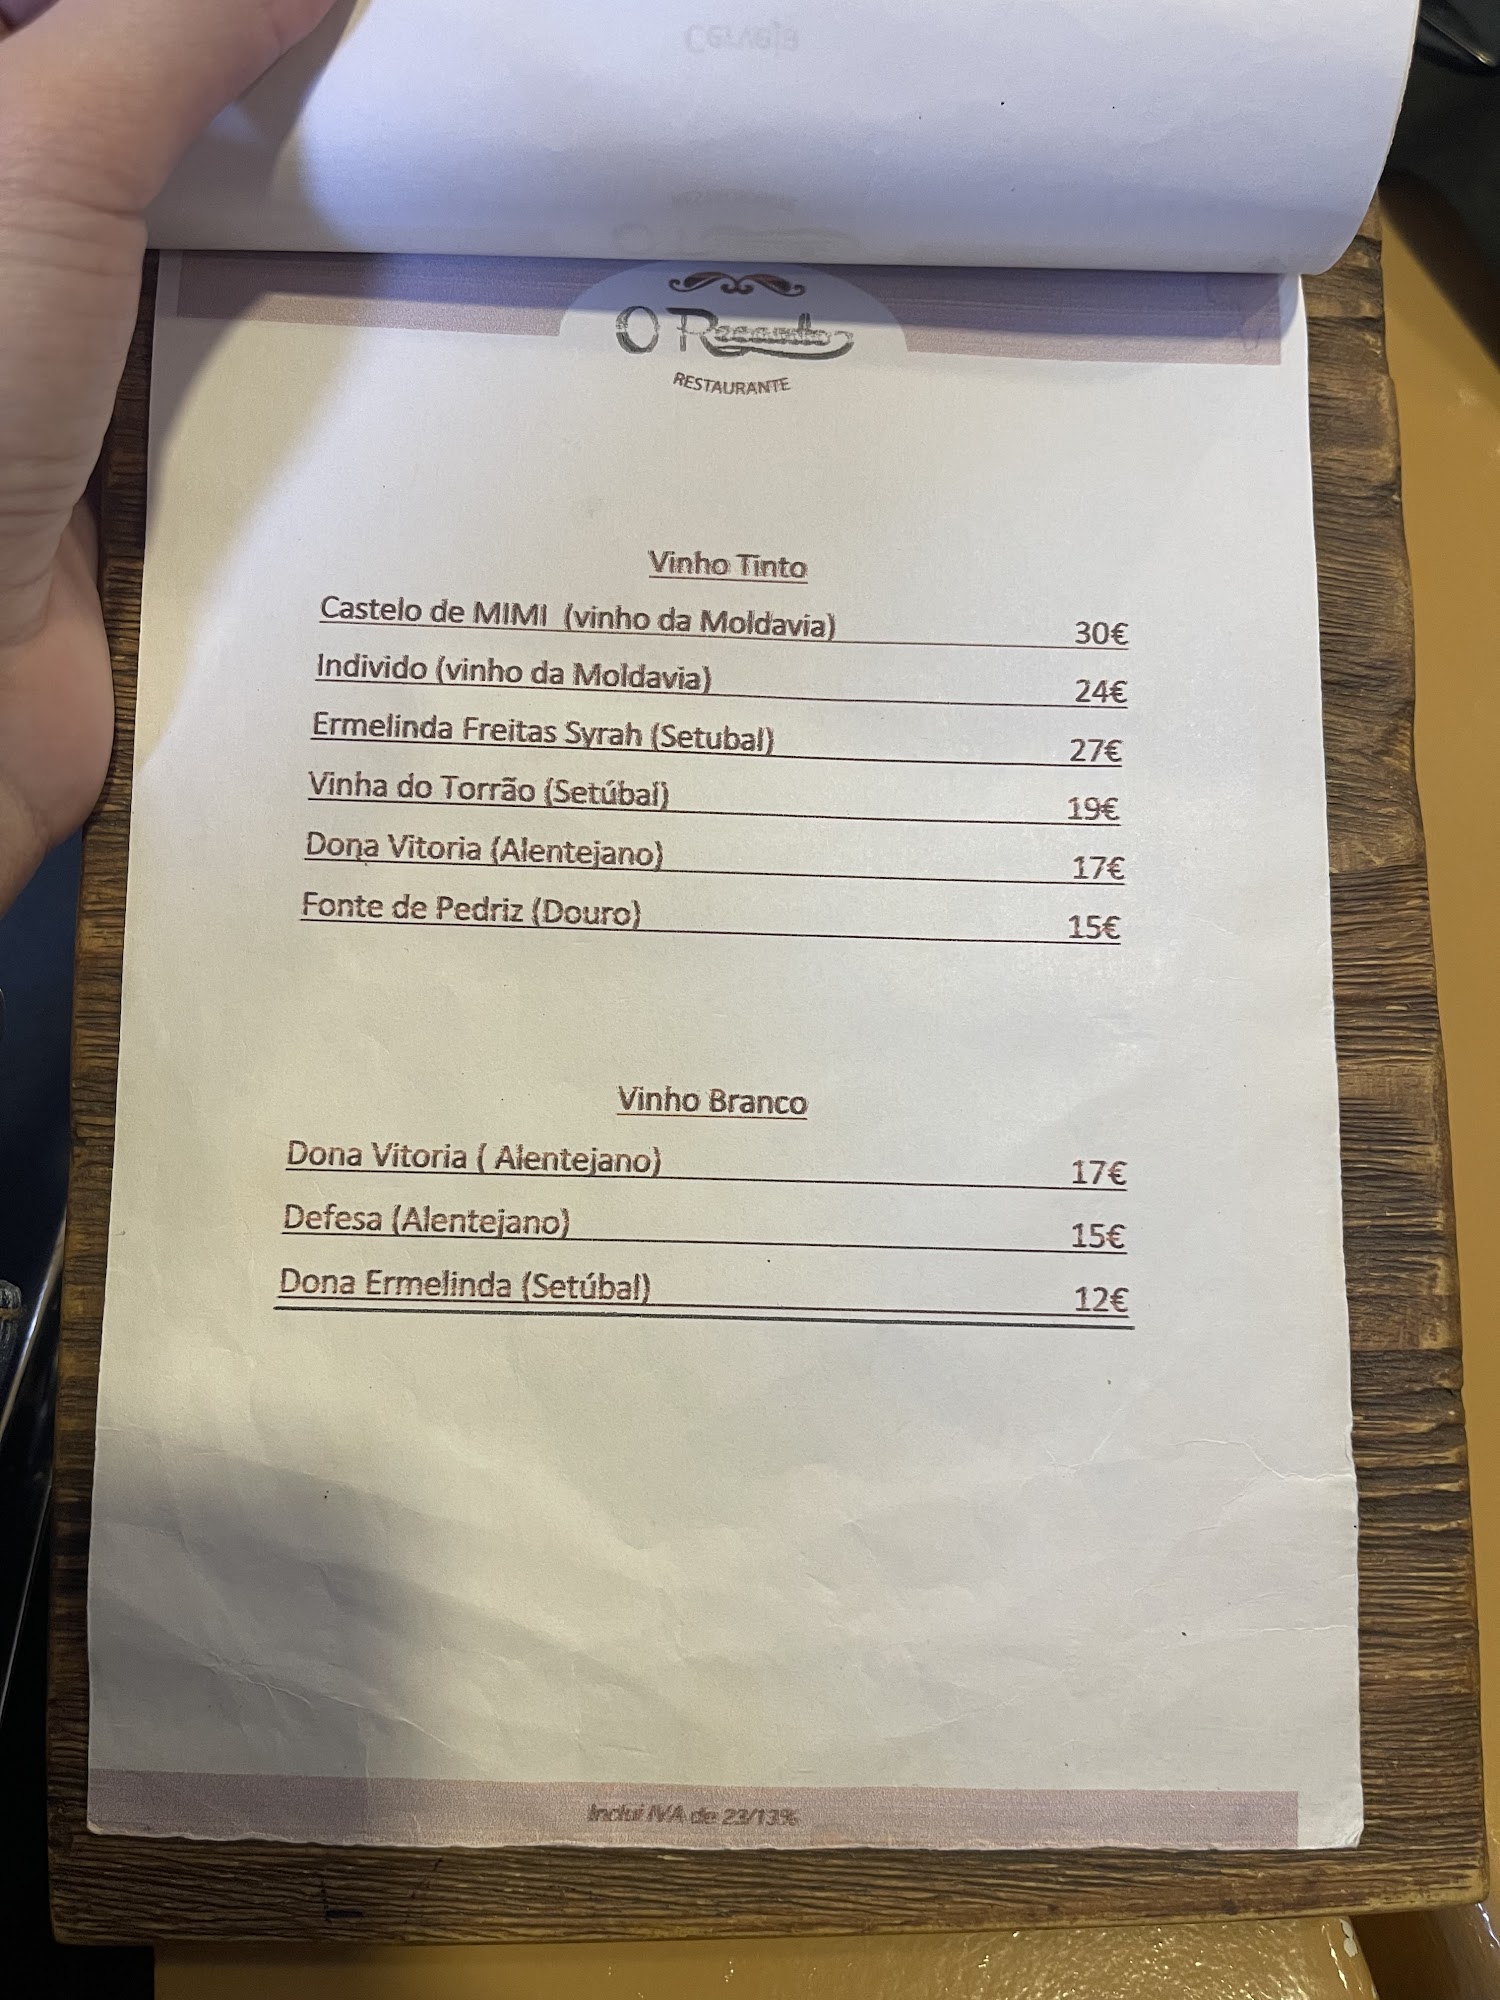 O Recanto
RESTAURANTE
Vinho Tinto
Castelo de MIMI (vinho da Moldavia) 30€
Individo (vinho da Moldavia) 24€
Ermelinda Freitas Syrah (Setubal) 27€
Vinha do Torrão (Setúbal) 19€
Dona Vitoria (Alentejano) 17€
Fonte de Pedriz (Douro) 15€
Vinho Branco
Dona Vitoria ( Alentejano) 17€
Defesa (Alentejano) 15€
Dona Ermelinda (Setúbal) 12€
Inclui IVA de 23/13%